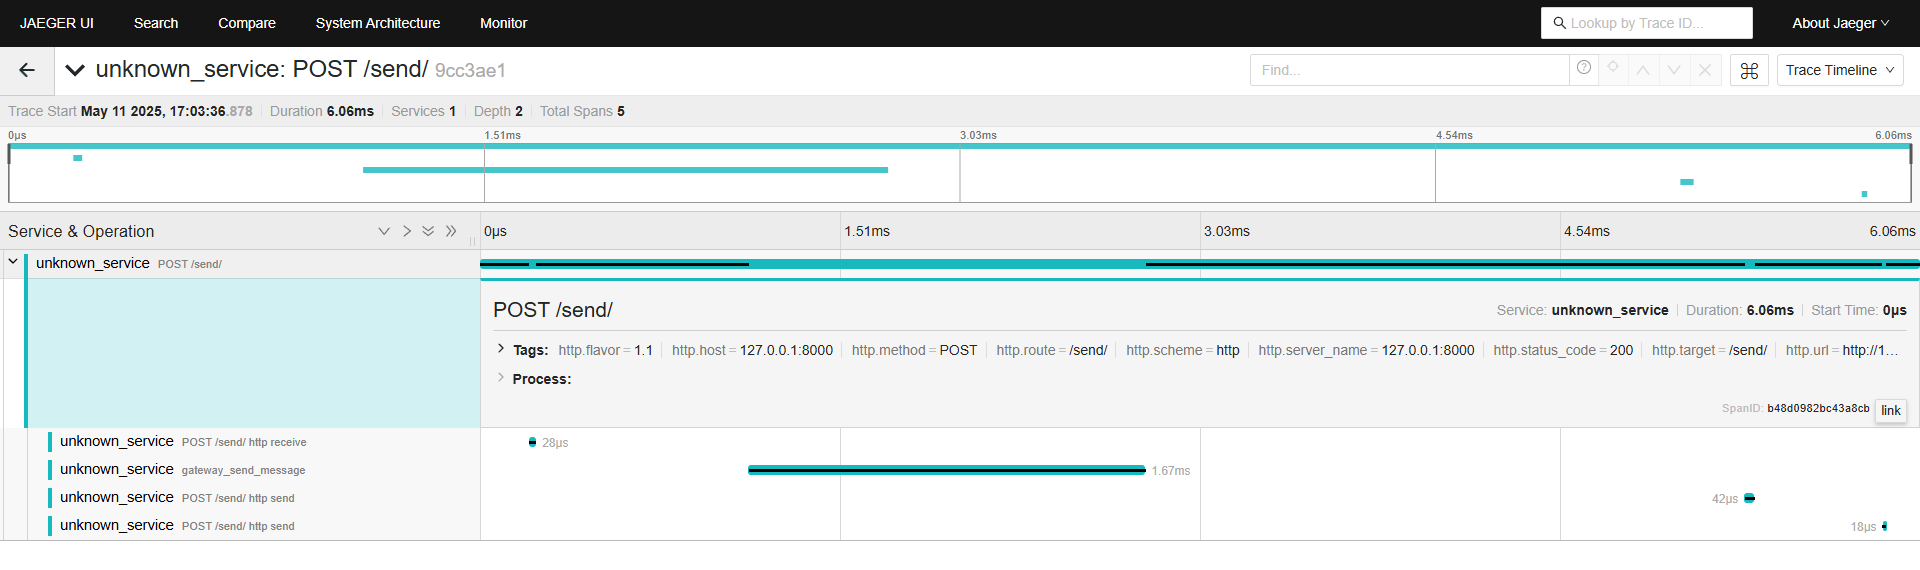 JAEGER UI Search Compare System Architecture Monitor Lookup by Trace ID... About Jaeger
unknown_service: POST /send/ 9cc3ae1 Find... Trace Timeline
Trace Start May 11 2025, 17:03:36.878 Duration 6.06ms Services 1 Depth 2 Total Spans 5
0μs 1.51ms 3.03ms 4.54ms 6.06ms
Service & Operation 0μs 1.51ms 3.03ms 4.54ms 6.06ms
unknown_service POST /send/
POST /send/ Service: unknown_service Duration: 6.06ms Start Time: 0μs
Tags: http.flavor = 1.1 http.host = 127.0.0.1:8000 http.method = POST http.route = /send/ http.scheme = http http.server_name = 127.0.0.1:8000 http.status_code = 200 http.target = /send/ http.url = http://1...
Process:
SpanID: b48d0982bc43a8cb link
unknown_service POST /send/ http receive 28μs
unknown_service gateway_send_message 1.67ms
unknown_service POST /send/ http send 42μs
unknown_service POST /send/ http send 18μs